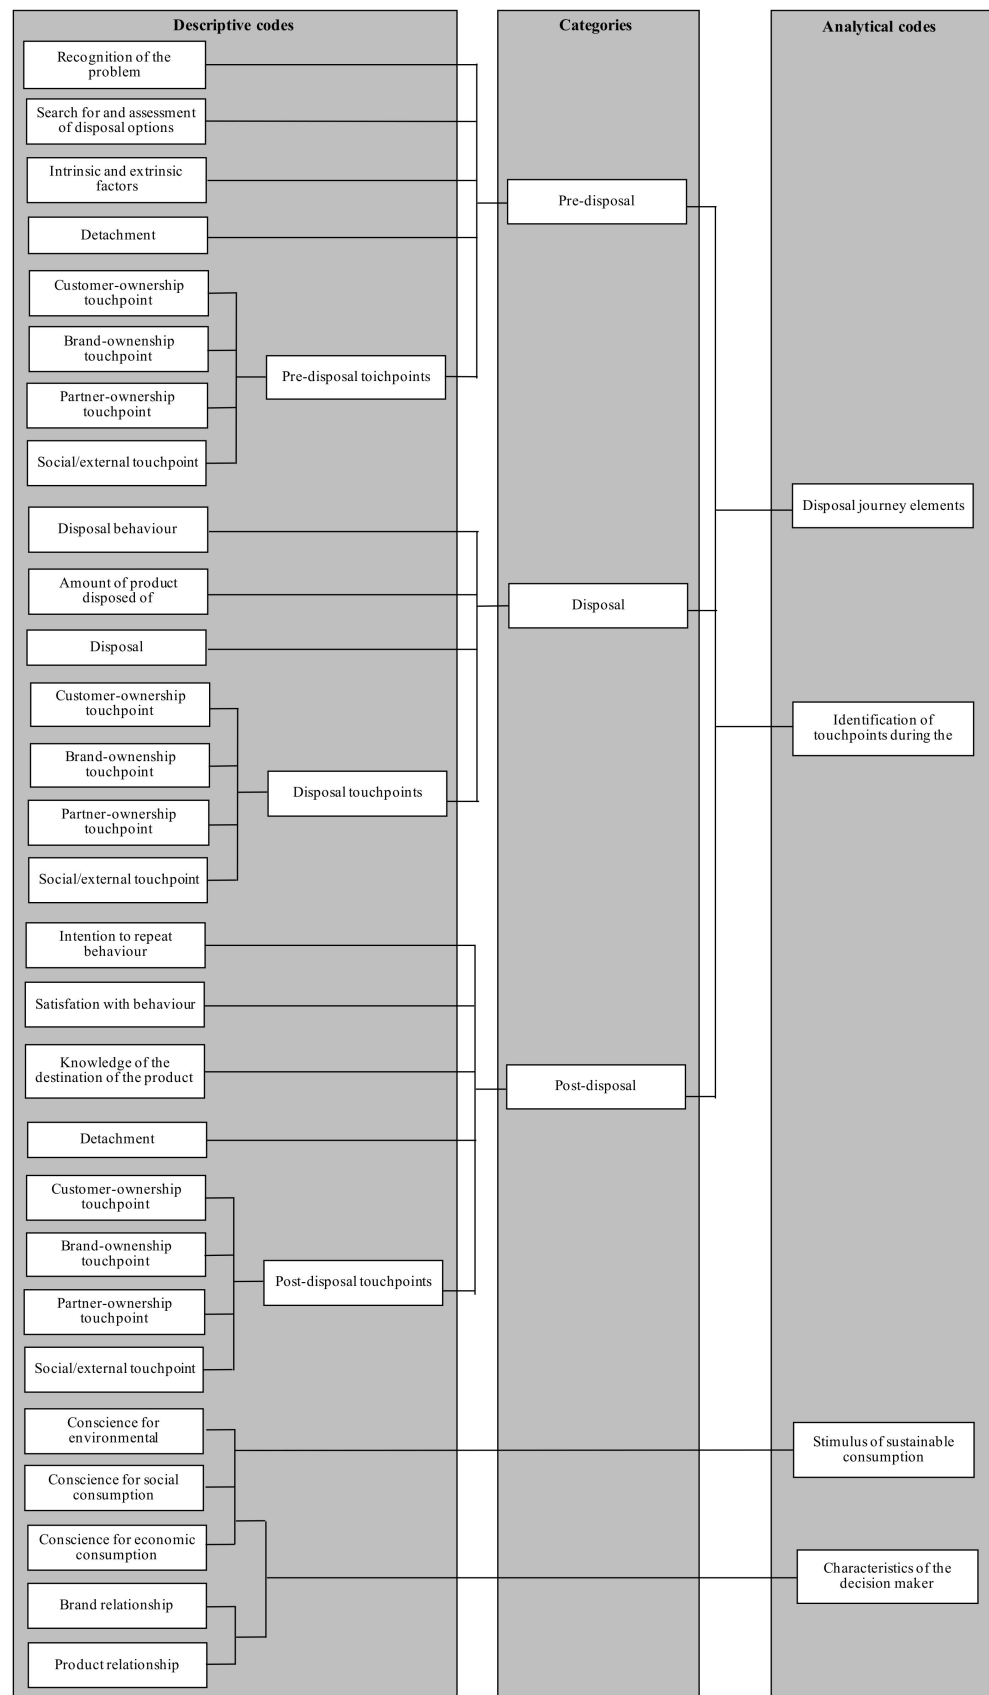 Descriptive codes
Categories
Analytical codes
Recognition of the
problem
Search for and assessment
of disposal options
Intrinsic and extrinsic
factors
Detachment
Customer-ownership
touchpoint
Brand-ownenship
touchpoint
Partner-ownership
touchpoint
Social/external touchpoint
Pre-disposal toichpoints
Pre-disposal
Disposal behaviour
Amount of product
disposed of
Disposal
Customer-ownership
touchpoint
Brand-ownenship
touchpoint
Partner-ownership
touchpoint
Social/external touchpoint
Disposal touchpoints
Disposal
Disposal journey elements
Identification of
touchpoints during the
Intention to repeat
behaviour
Satisfation with behaviour
Knowledge of the
destination of the product
Detachment
Customer-ownership
touchpoint
Brand-ownenship
touchpoint
Partner-ownership
touchpoint
Social/external touchpoint
Post-disposal touchpoints
Post-disposal
Conscience for
environmental
Conscience for social
consumption
Conscience for economic
consumption
Brand relationship
Product relationship
Stimulus of sustainable
consumption
Characteristics of the
decision maker